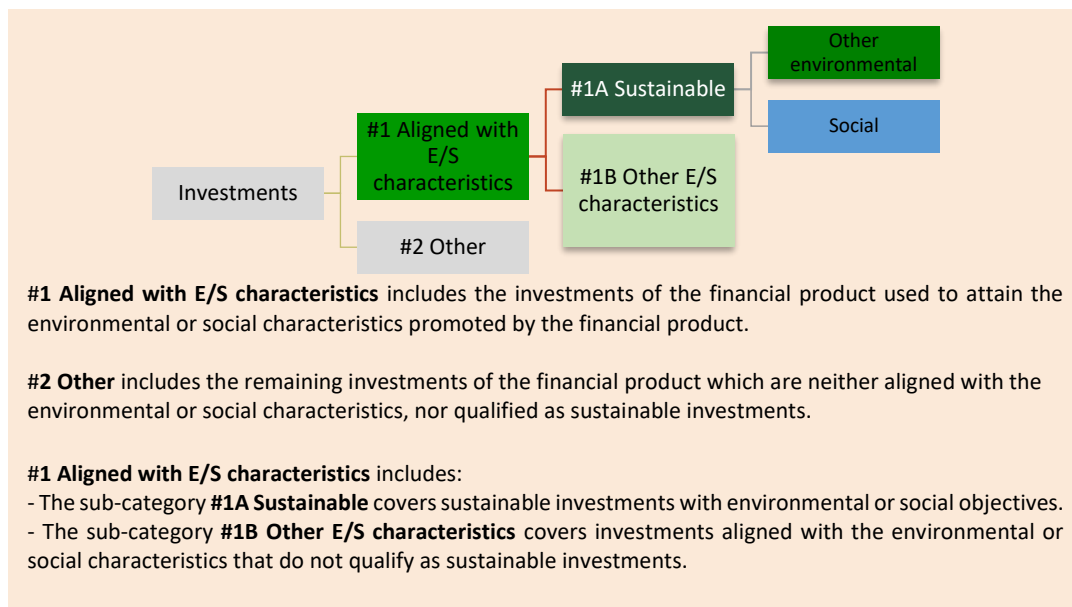 Other
environmental
#1A Sustainable
#1 Aligned with
E/S
characteristics
Social
#1B Other E/S
characteristics
Investments
#2 Other
#1 Aligned with E/S characteristics includes the investments of the financial product used to attain the
environmental or social characteristics promoted by the financial product.
#2 Other includes the remaining investments of the financial product which are neither aligned with the
environmental or social characteristics, nor qualified as sustainable investments.
#1 Aligned with E/S characteristics includes:
- The sub-category #1A Sustainable covers sustainable investments with environmental or social objectives.
- The sub-category #1B Other E/S characteristics covers investments aligned with the environmental or
social characteristics that do not qualify as sustainable investments.